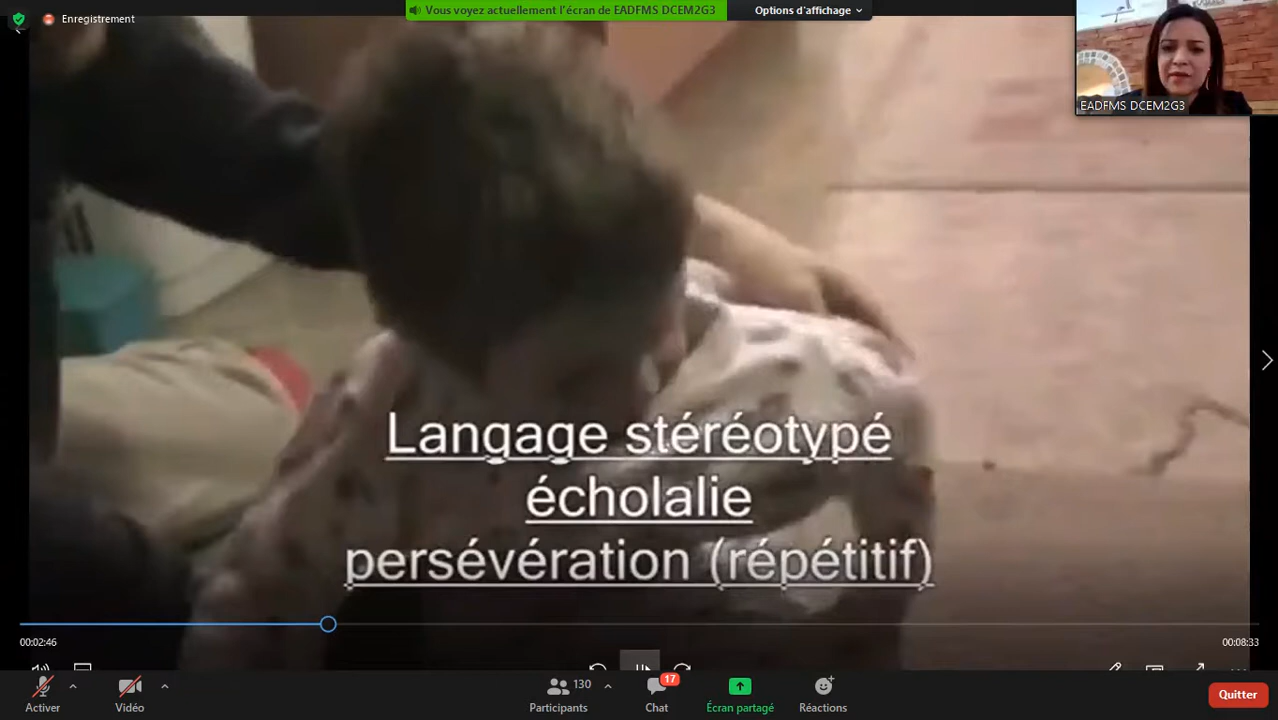 Enregistrement
Vous voyez actuellement l'écran de EADFMS DCEM2G3
Options d'affichage
EADFMS DCEM2G3
Langage stéréotypé
écholalie
persévération (répétitif)
00:02:46
00:08:33
Activer
Vidéo
130
Participants
17
Chat
Écran partagé
Réactions
Quitter